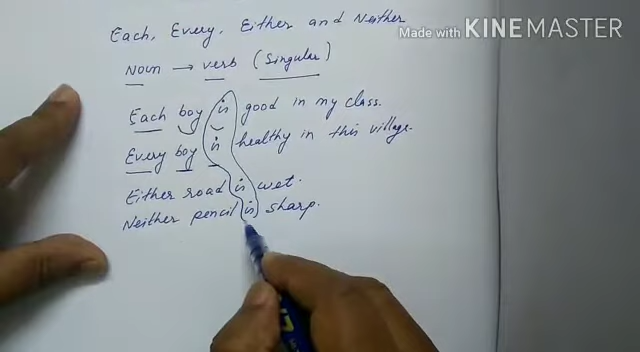 Each, Every, Either and Neither
Made with KINEMASTER
Noun → verb (Singular)
Each boy is good in my class.
Every boy is healthy in this village.
Either road is wet.
Neither pencil is sharp.